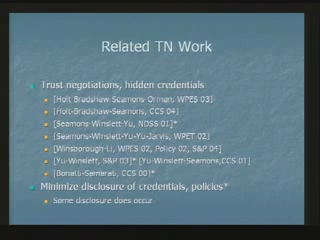 Related TN Work
Trust negotiations, hidden credentials
[Holt Bradshaw Seamons Orman, WPES 03]
[Holt-Bradshaw-Seamons, CCS 04]
[Seamons Winslett Yu, NDSS 01]*
[Seamons-Winslett-Yu-Yu-Jarvis, WPET 02]
[Winsborough-Li, WPES 02, Policy 02, S&P 04]
[Yu-Winslett, S&P 03]* [Yu-Winslett-Seamons,CCS 01]
[Bonatti-Samarati, CCS 00]*
Minimize disclosure of credentials, policies*
Some disclosure does occur